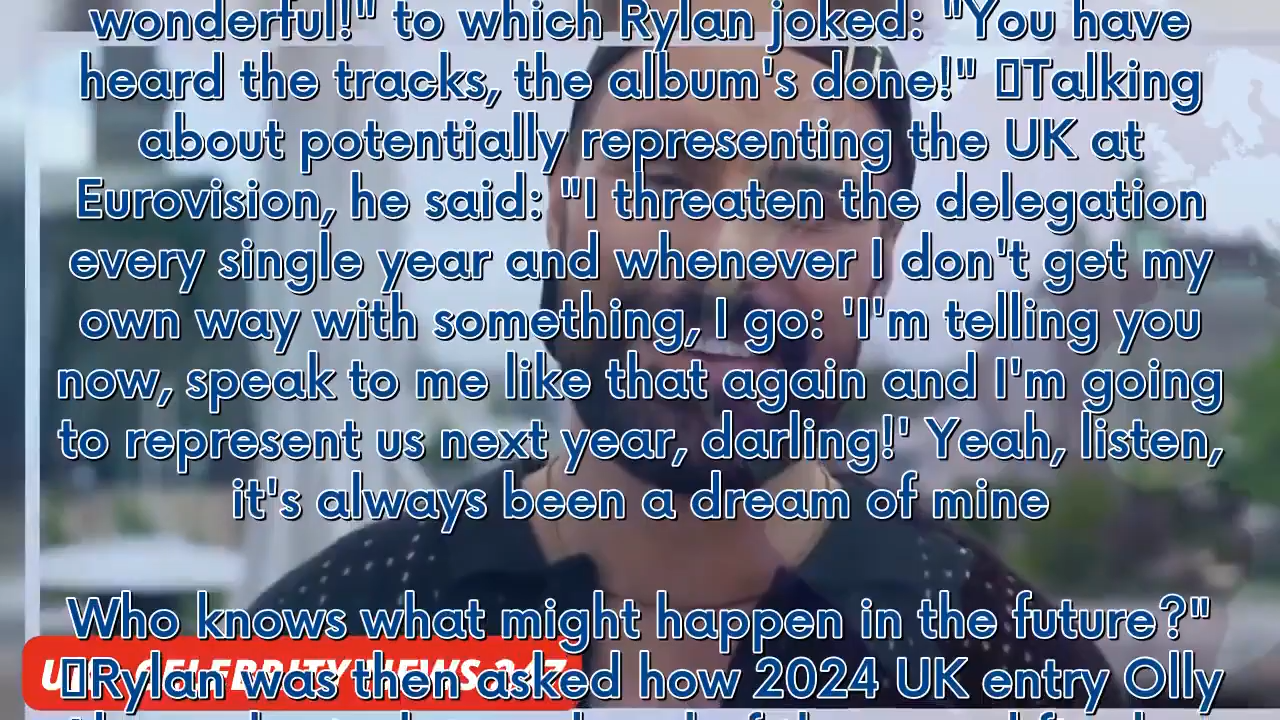 wonderful!" to which Rylan joked: "You have
heard the tracks, the album's done!" Talking
about potentially representing the UK at
Eurovision, he said: "I threaten the delegation
every single year and whenever I don't get my
own way with something, I go: 'I'm telling you
now, speak to me like that again and I'm going
to represent us next year, darling!' Yeah, listen,
it's always been a dream of mine
Who knows what might happen in the future?"
CELEBRITY NEWS 247
Rylan was then asked how 2024 UK entry Olly